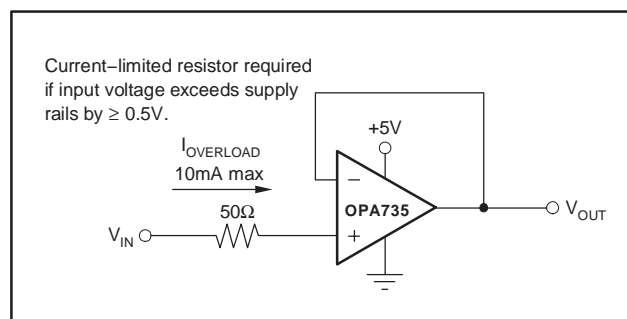 Current–limited resistor required
if input voltage exceeds supply
rails by ≥ 0.5V.
IOVERLOAD
10mA max
+5V
50Ω
–
OPA735
+
VIN
VOUT